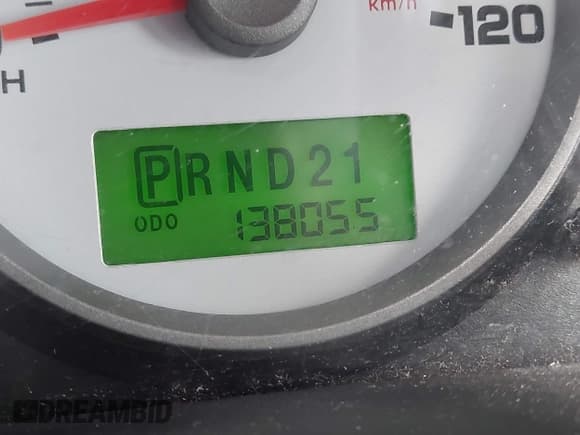 km/h
120
H
PRND21
ODO 138055
DREAMBID